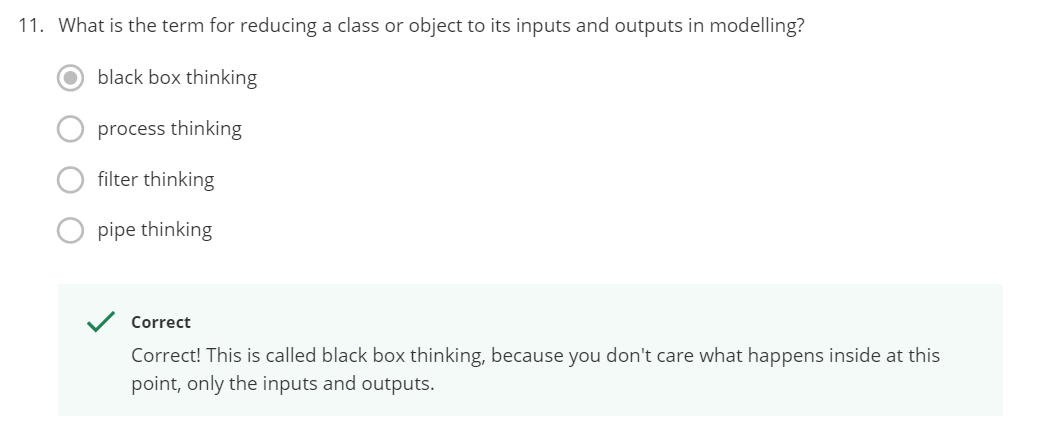 11. What is the term for reducing a class or object to its inputs and outputs in modelling?
black box thinking
process thinking
filter thinking
pipe thinking
Correct
Correct! This is called black box thinking, because you don't care what happens inside at this
point, only the inputs and outputs.